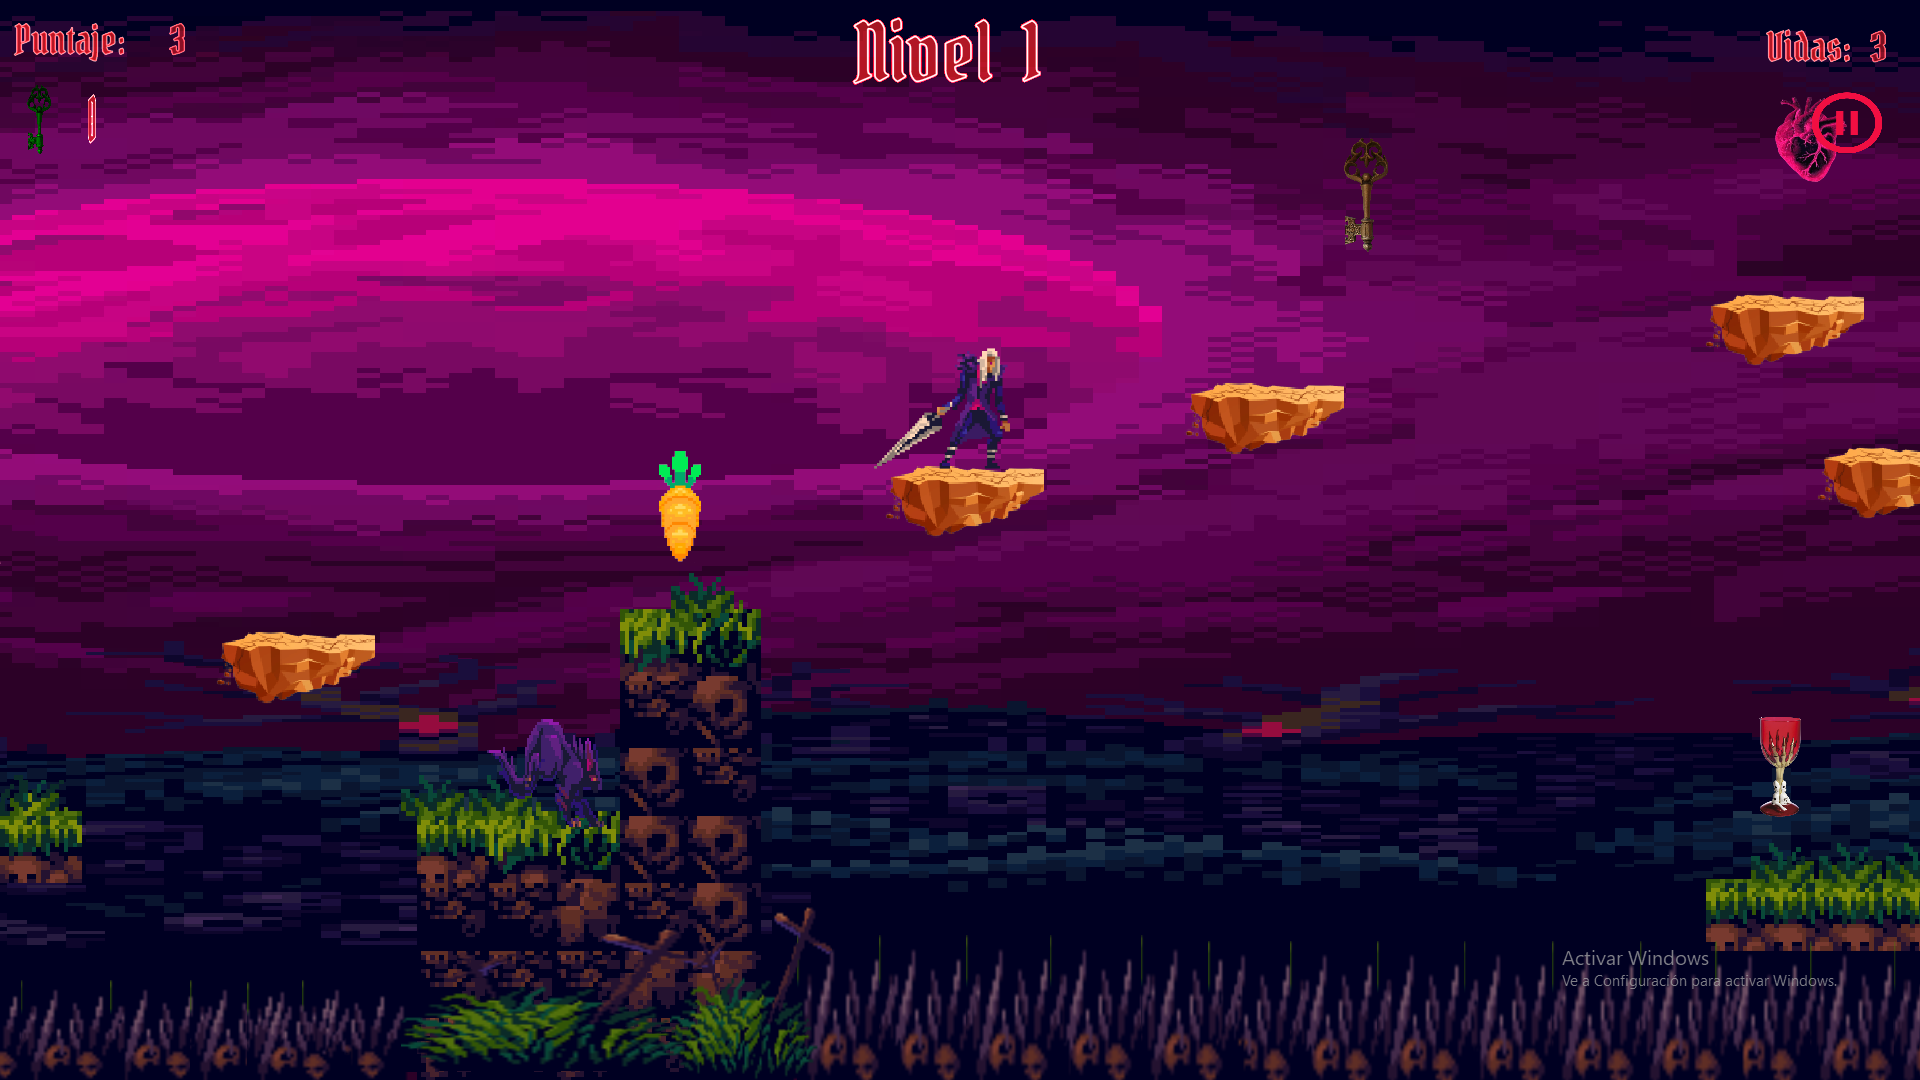 Puntaje: 3
Nivel 1
Vidas: 3
1
Activar Windows
Ve a Configuración para activar Windows.